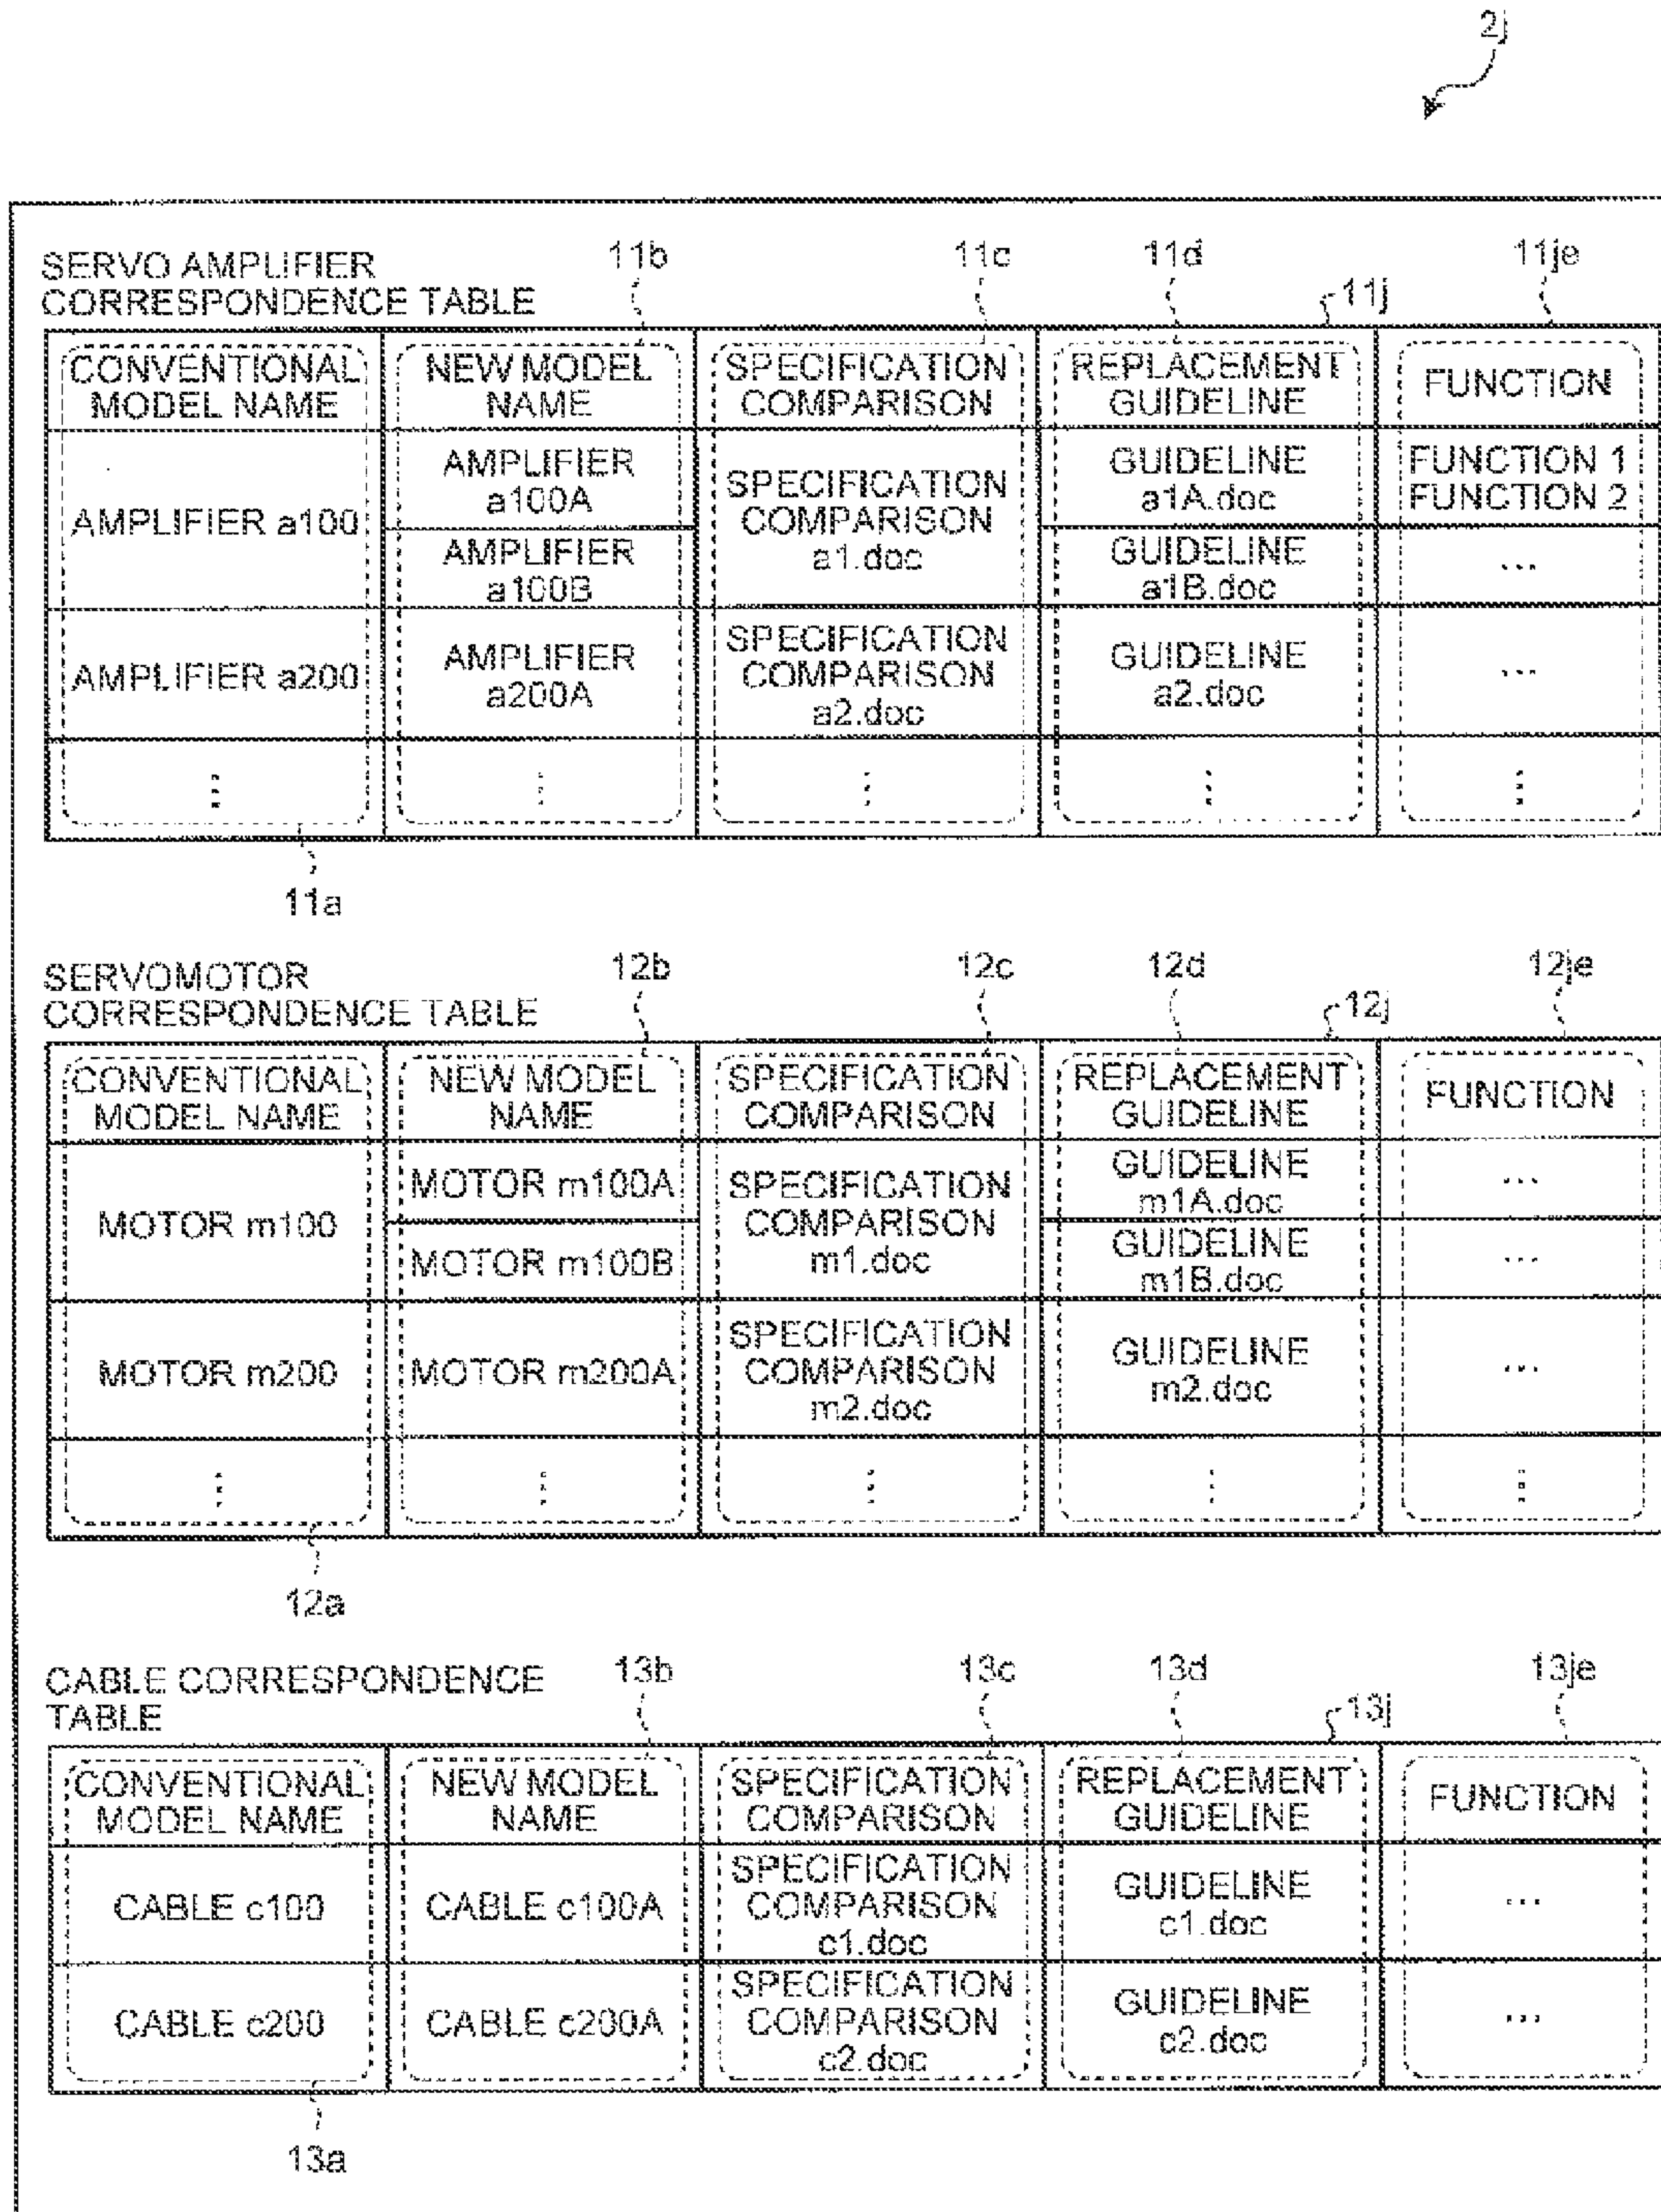 2j
SERVO AMPLIFIER
CORRESPONDENCE TABLE
11b
11c
11d
11j
11je
CONVENTIONAL
MODEL NAME
NEW MODEL
NAME
SPECIFICATION
COMPARISON
REPLACEMENT
GUIDELINE
FUNCTION
AMPLIFIER a100
AMPLIFIER
a100A
SPECIFICATION
COMPARISON
a1.doc
GUIDELINE
a1A.doc
FUNCTION 1
FUNCTION 2
AMPLIFIER
a100B
GUIDELINE
a1B.doc
...
AMPLIFIER a200
AMPLIFIER
a200A
SPECIFICATION
COMPARISON
a2.doc
GUIDELINE
a2.doc
...
⋮ ⋮ ⋮ ⋮ ⋮
11a
SERVOMOTOR
CORRESPONDENCE TABLE
12b
12c
12d
12j
12je
CONVENTIONAL
MODEL NAME
NEW MODEL
NAME
SPECIFICATION
COMPARISON
REPLACEMENT
GUIDELINE
FUNCTION
MOTOR m100
MOTOR m100A
SPECIFICATION
COMPARISON
m1.doc
GUIDELINE
m1A.doc
...
MOTOR m100B
GUIDELINE
m1B.doc
...
MOTOR m200
MOTOR m200A
SPECIFICATION
COMPARISON
m2.doc
GUIDELINE
m2.doc
...
⋮ ⋮ ⋮ ⋮ ⋮
12a
CABLE CORRESPONDENCE
TABLE
13b
13c
13d
13j
13je
CONVENTIONAL
MODEL NAME
NEW MODEL
NAME
SPECIFICATION
COMPARISON
REPLACEMENT
GUIDELINE
FUNCTION
CABLE c100
CABLE c100A
SPECIFICATION
COMPARISON
c1.doc
GUIDELINE
c1.doc
...
CABLE c200
CABLE c200A
SPECIFICATION
COMPARISON
c2.doc
GUIDELINE
c2.doc
...
13a